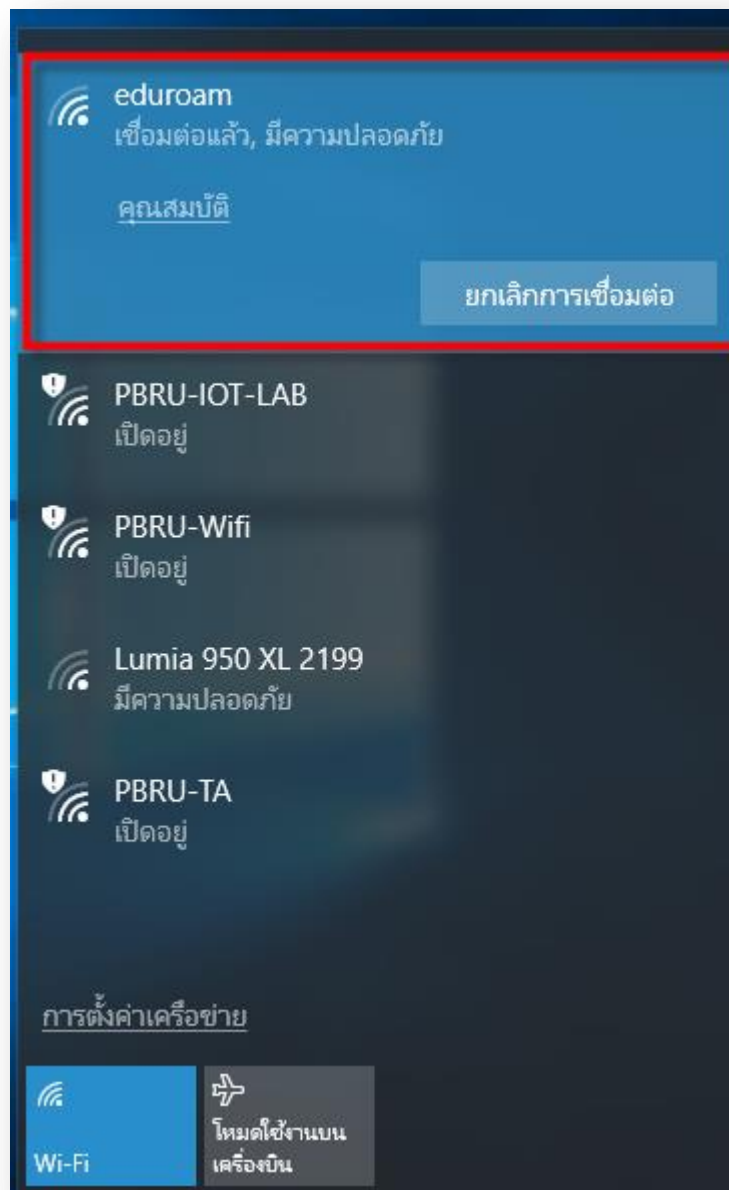 eduroam
เชื่อมต่อแล้ว, มีความปลอดภัย
คุณสมบัติ
ยกเลิกการเชื่อมต่อ
PBRU-IOT-LAB
เปิดอยู่
PBRU-Wifi
เปิดอยู่
Lumia 950 XL 2199
มีความปลอดภัย
PBRU-TA
เปิดอยู่
การตั้งค่าเครือข่าย
Wi-Fi
โหมดใช้งานบน
เครื่องบิน